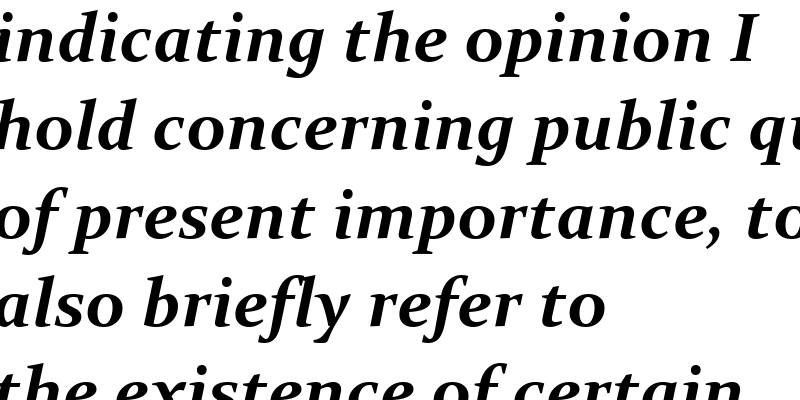 indicating the opinion I
hold concerning public qu
of present importance, to
also briefly refer to
the existence of certain